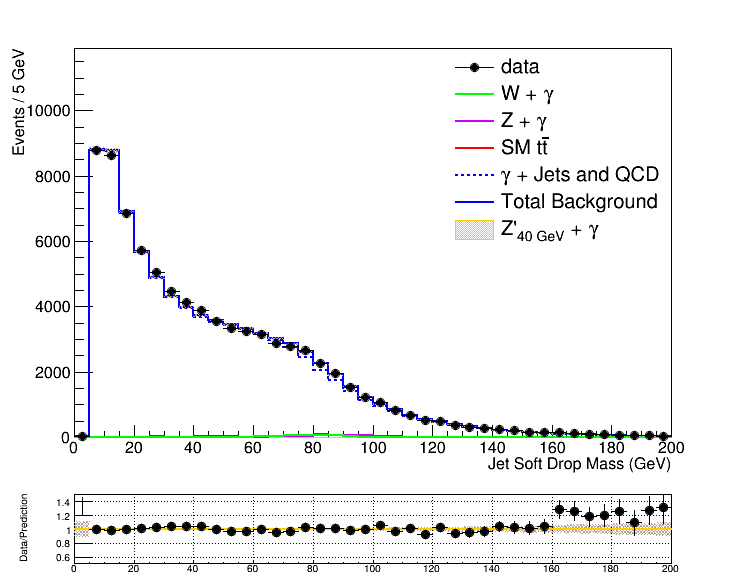 Events / 5 GeV
10000
8000
6000
4000
2000
0
data
W + γ
Z + γ
SM tt̄
γ + Jets and QCD
Total Background
Z'40 GeV + γ
0 20 40 60 80 100 120 140 160 180 200
Jet Soft Drop Mass (GeV)
Data/Prediction
1.4
1.2
1
0.8
0.6
0 20 40 60 80 100 120 140 160 180 200